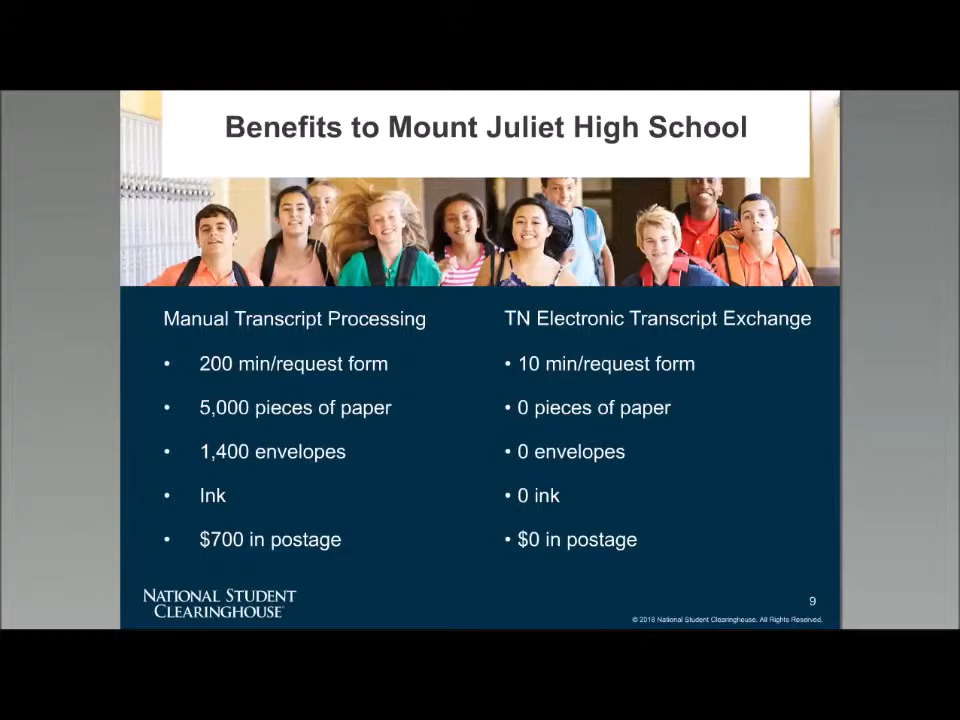 Benefits to Mount Juliet High School
Manual Transcript Processing
• 200 min/request form
• 5,000 pieces of paper
• 1,400 envelopes
• Ink
• $700 in postage
TN Electronic Transcript Exchange
• 10 min/request form
• 0 pieces of paper
• 0 envelopes
• 0 ink
• $0 in postage
NATIONAL STUDENT
CLEARINGHOUSE
9
© 2016 National Student Clearinghouse. All Rights Reserved.